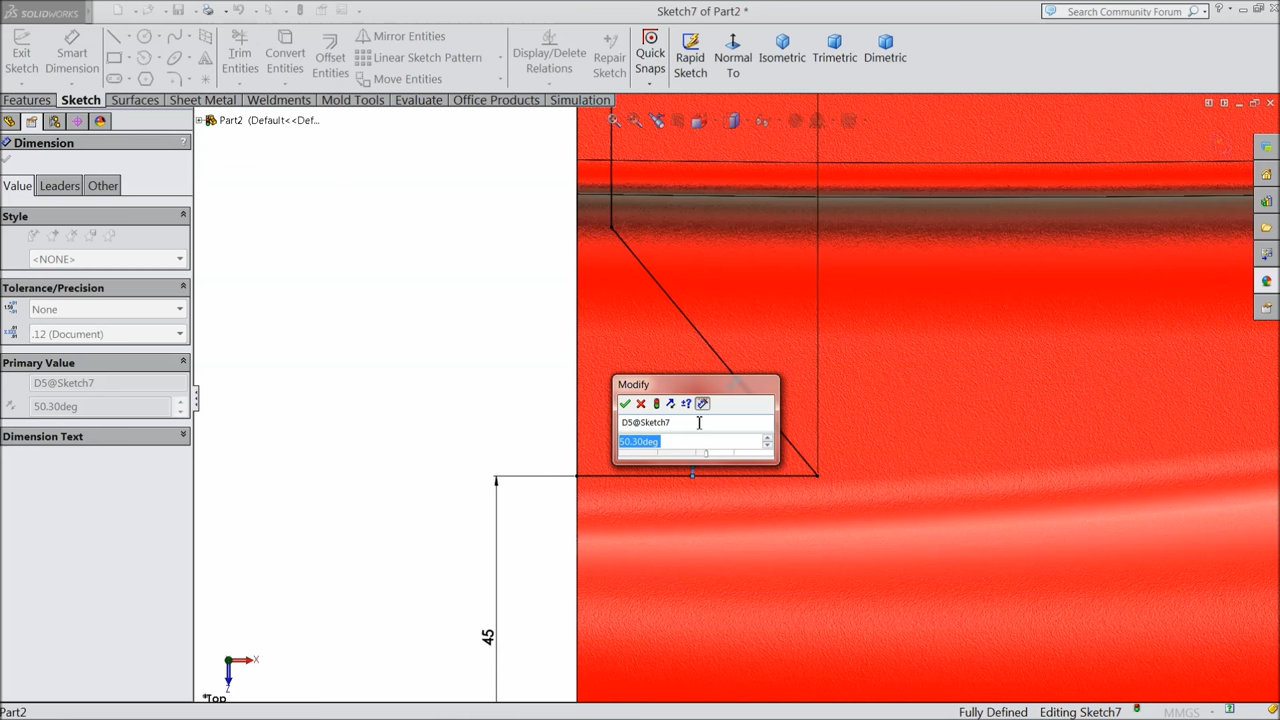 SOLIDWORKS
Sketch7 of Part2 *
Search Community Forum
Exit Sketch
Smart Dimension
Trim Entities
Convert Entities
Offset Entities
Mirror Entities
Linear Sketch Pattern
Move Entities
Display/Delete Relations
Repair Sketch
Quick Snaps
Rapid Sketch
Normal To
Isometric
Trimetric
Dimetric
Features
Sketch
Surfaces
Sheet Metal
Weldments
Mold Tools
Evaluate
Office Products
Simulation
Part2 (Default<<Def...
Dimension
?
Value
Leaders
Other
Style
<NONE>
Tolerance/Precision
None
.12 (Document)
Primary Value
D5@Sketch7
50.30deg
Dimension Text
Modify
D5@Sketch7
50.30deg
45
X
Z
*Top
Part2
Fully Defined
Editing Sketch7
MMGS